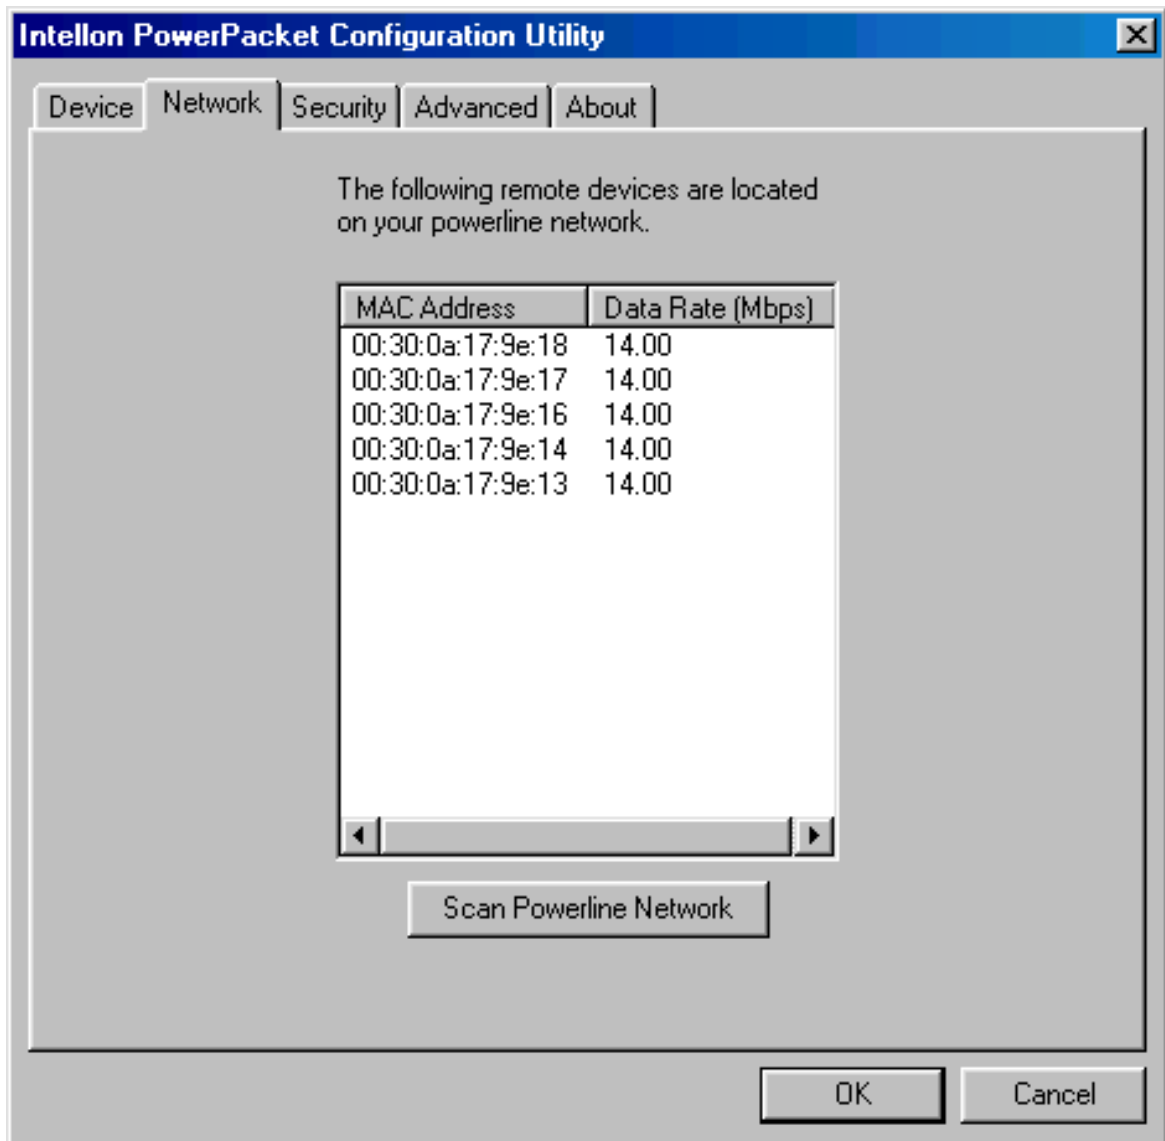 Intellon PowerPacket Configuration Utility
Device Network Security Advanced About
The following remote devices are located
on your powerline network.
MAC Address Data Rate (Mbps)
00:30:0a:17:9e:18 14.00
00:30:0a:17:9e:17 14.00
00:30:0a:17:9e:16 14.00
00:30:0a:17:9e:14 14.00
00:30:0a:17:9e:13 14.00
Scan Powerline Network
OK Cancel